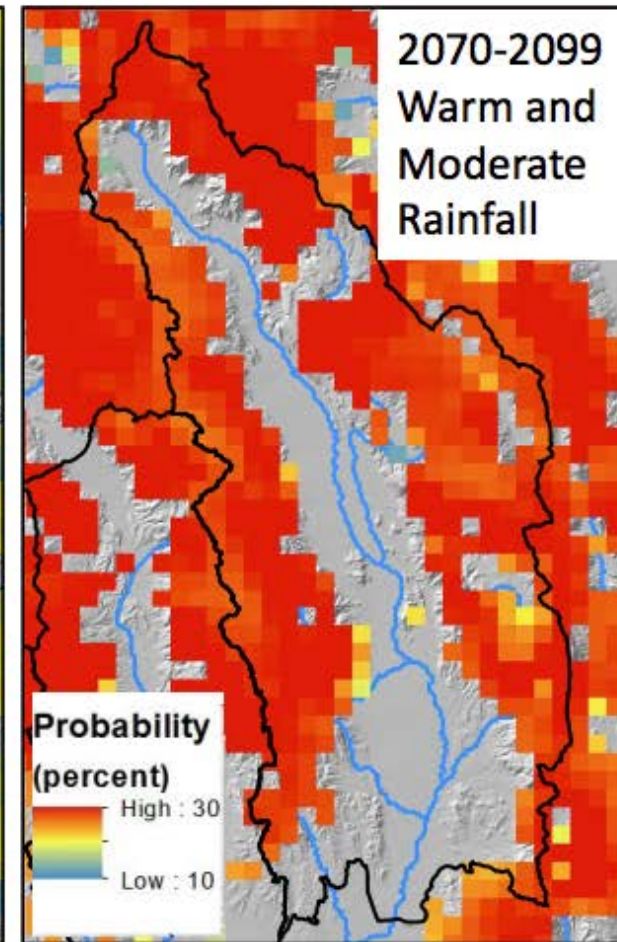 2070-2099
Warm and
Moderate
Rainfall
Probability
(percent)
High : 30
Low : 10